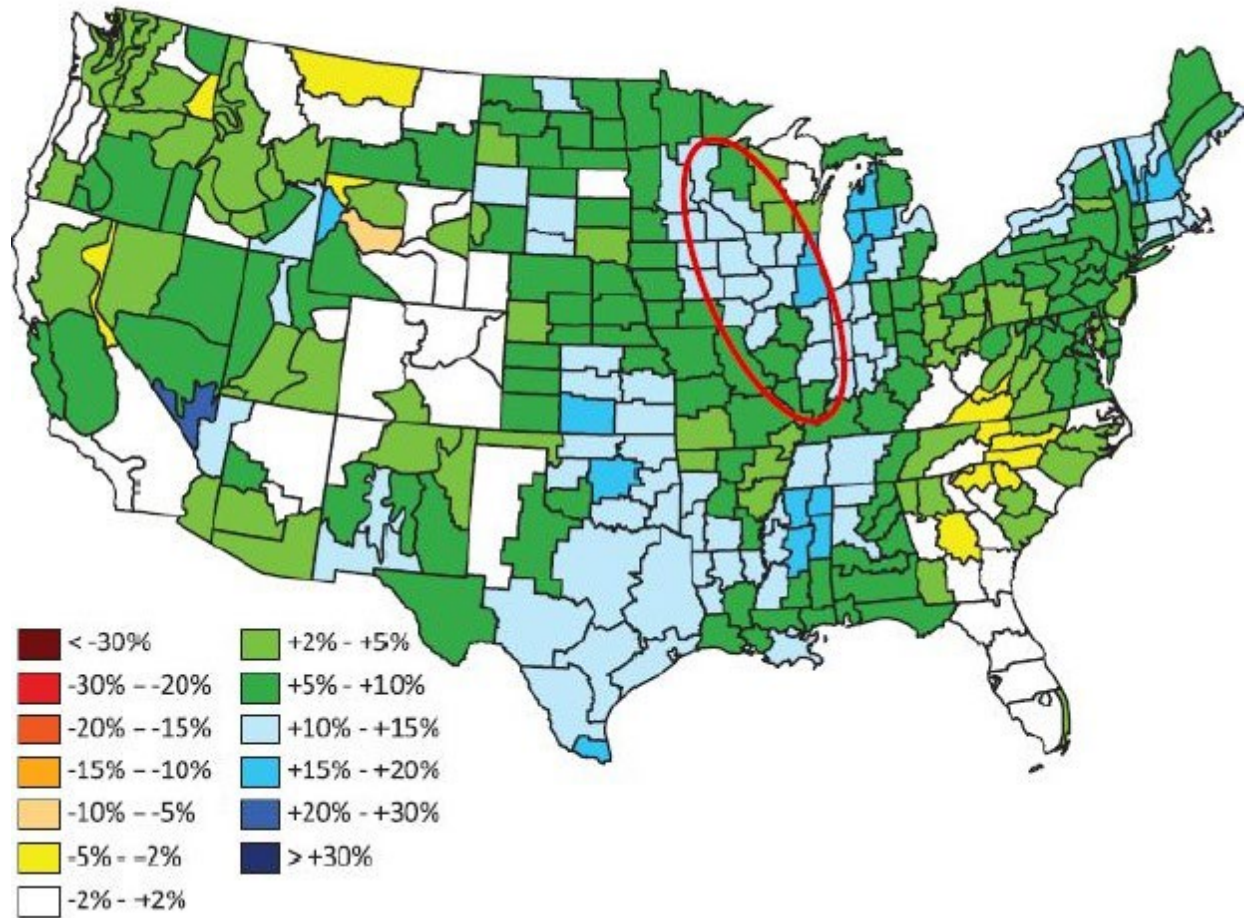 < -30%
-30% – -20%
-20% – -15%
-15% – -10%
-10% – -5%
-5% – -2%
-2% - +2%
+2% - +5%
+5% - +10%
+10% - +15%
+15% - +20%
+20% - +30%
> +30%